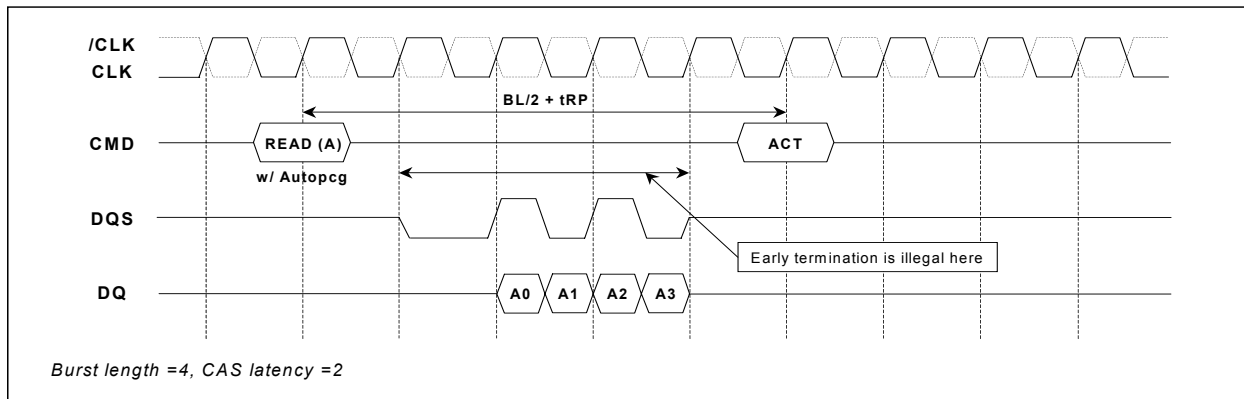 /CLK
CLK
BL/2 + tRP
CMD
READ (A)
ACT
w/ Autopcg
DQS
Early termination is illegal here
DQ
A0
A1
A2
A3
Burst length =4, CAS latency =2